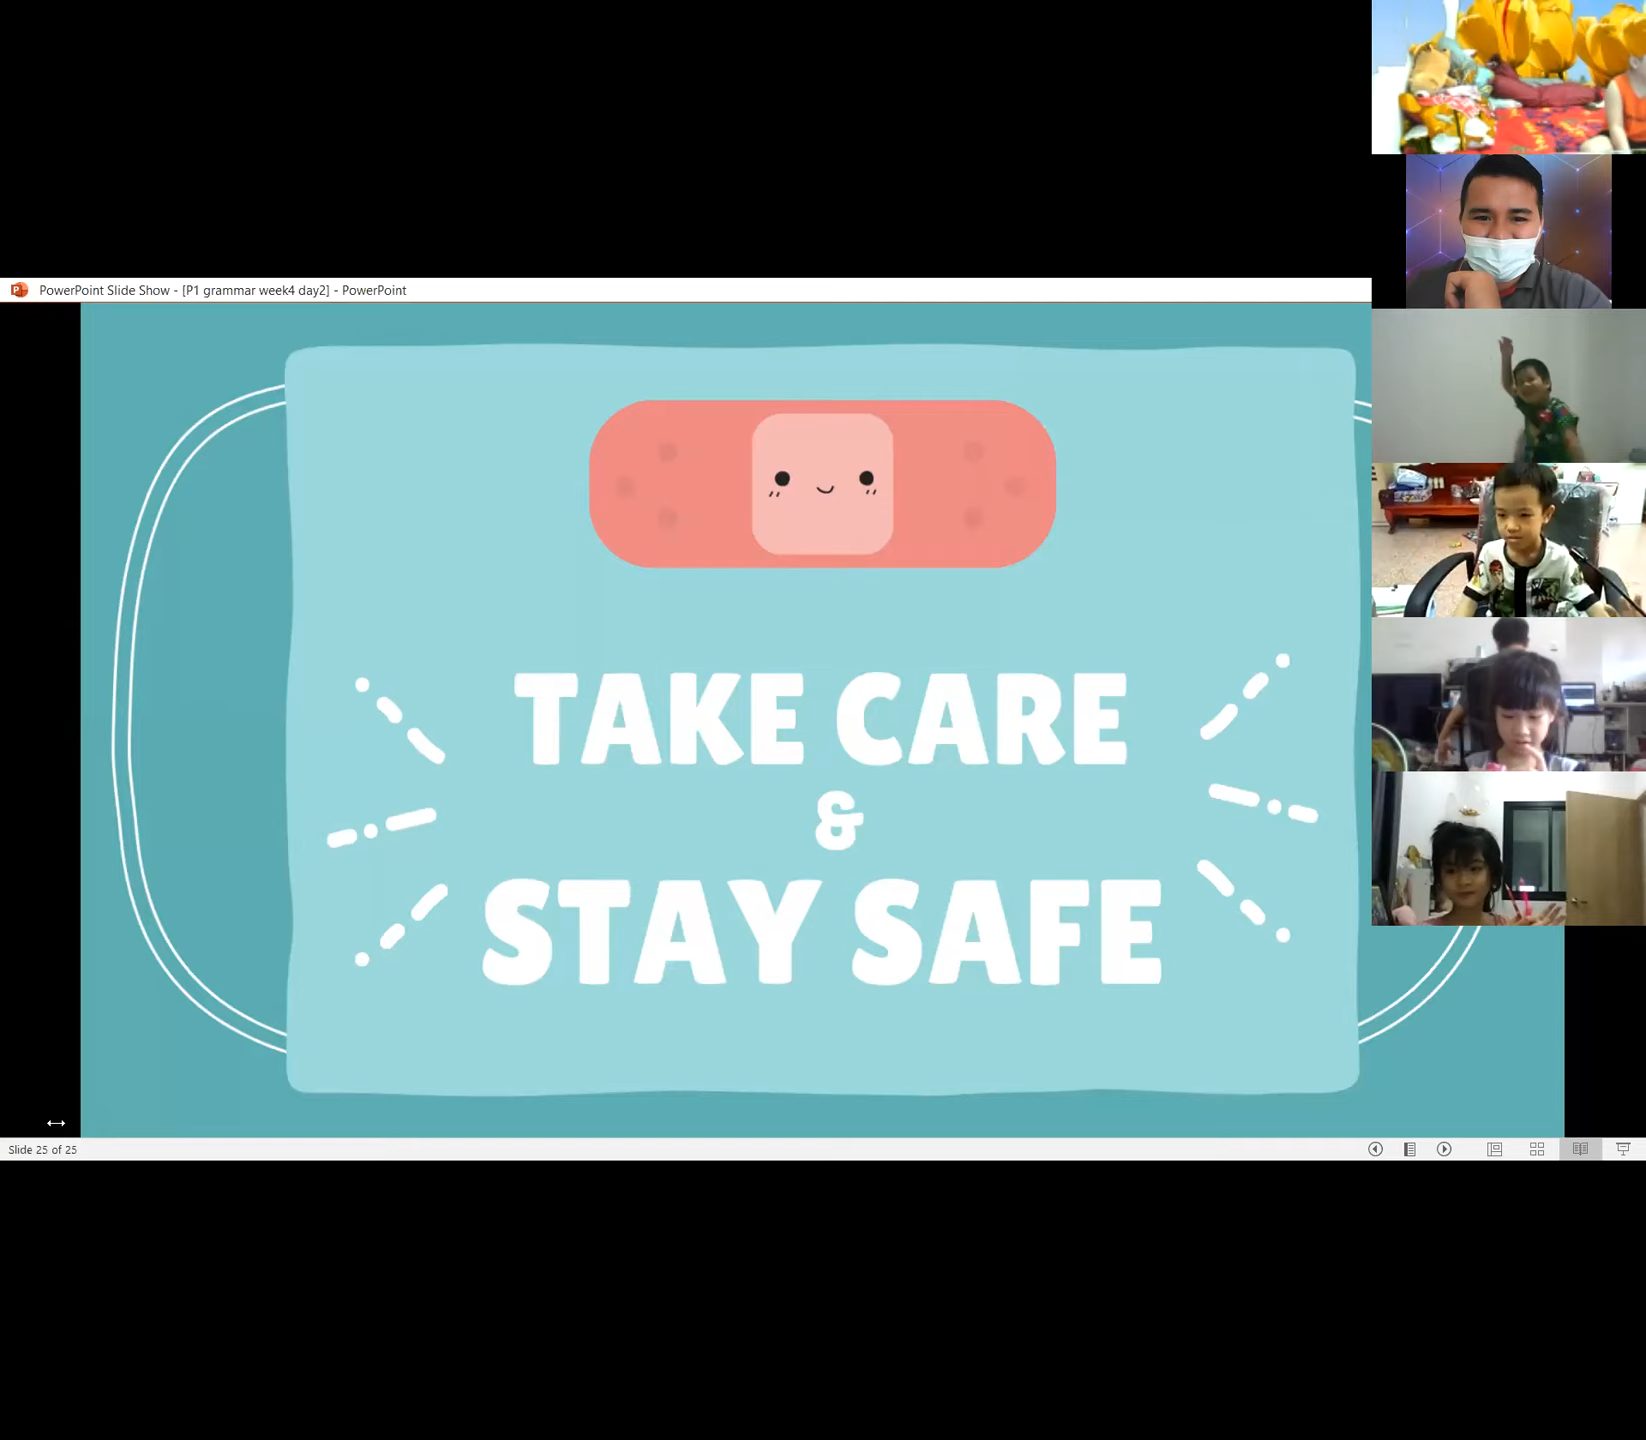 PowerPoint Slide Show - [P1 grammar week4 day2] - PowerPoint
TAKE CARE
&
STAY SAFE
Slide 25 of 25